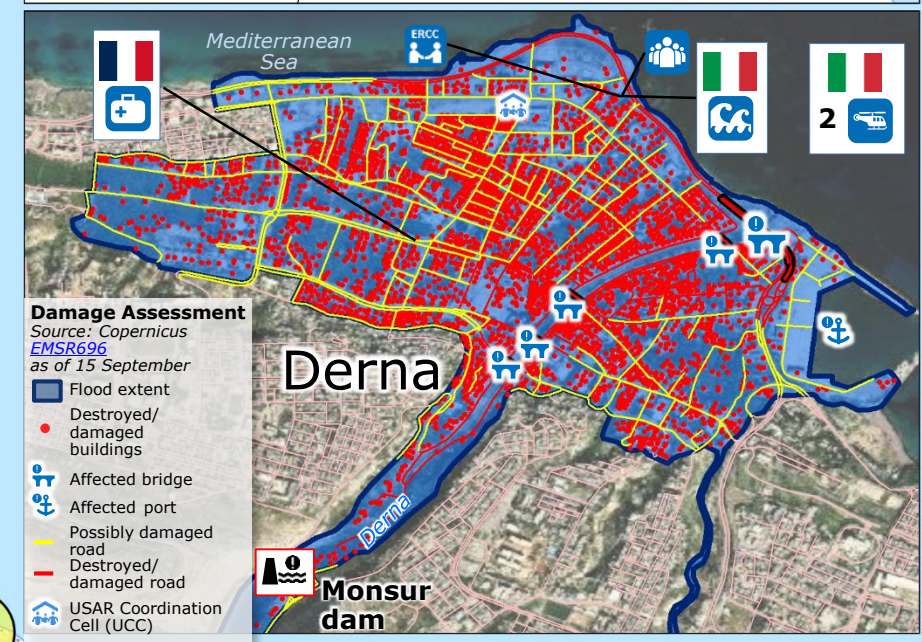 Mediterranean
Sea
ERCC
2
Damage Assessment
Source: Copernicus
EMSR696
as of 15 September
Flood extent
Destroyed/
damaged
buildings
Affected bridge
Affected port
Possibly damaged
road
Destroyed/
damaged road
USAR Coordination
Cell (UCC)
Derna
Derna
Monsur
dam